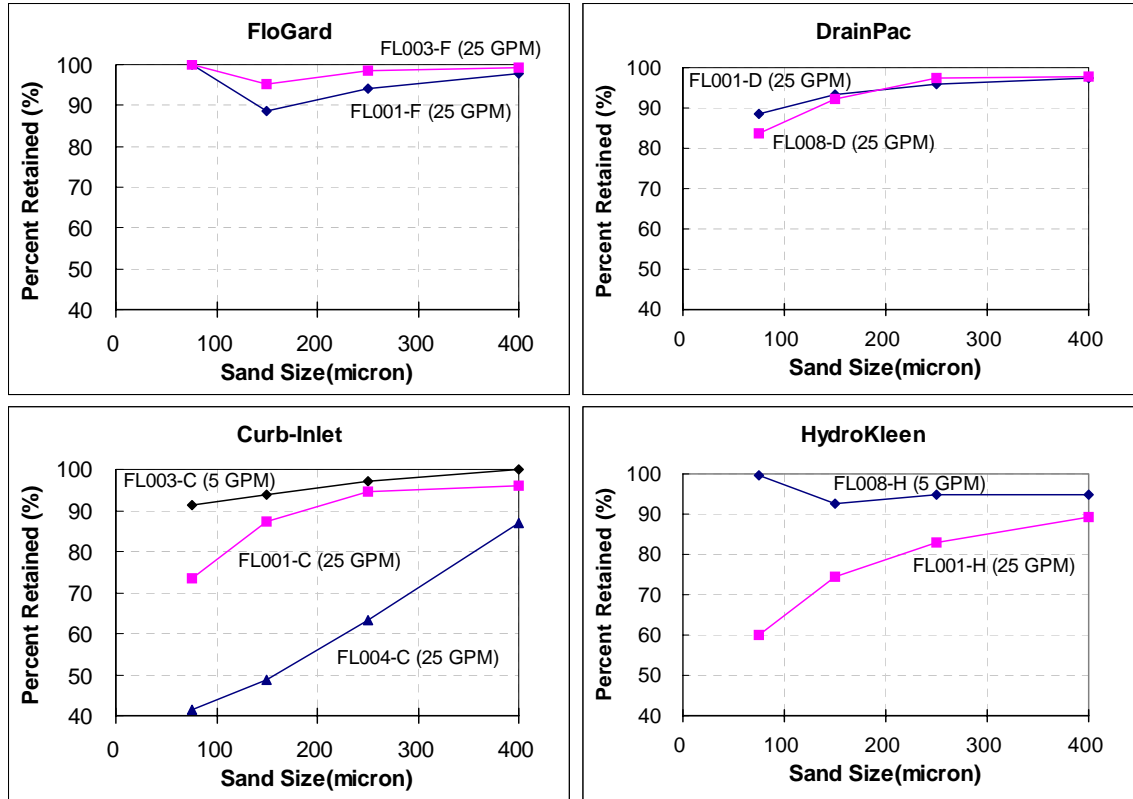 FloGard
FL003-F (25 GPM)
FL001-F (25 GPM)
Percent Retained (%)
100
90
80
70
60
50
40
0 100 200 300 400
Sand Size(micron)
DrainPac
FL001-D (25 GPM)
FL008-D (25 GPM)
Percent Retained (%)
100
90
80
70
60
50
40
0 100 200 300 400
Sand Size(micron)
Curb-Inlet
FL003-C (5 GPM)
FL001-C (25 GPM)
FL004-C (25 GPM)
Percent Retained (%)
100
90
80
70
60
50
40
0 100 200 300 400
Sand Size(micron)
HydroKleen
FL008-H (5 GPM)
FL001-H (25 GPM)
Percent Retained (%)
100
90
80
70
60
50
40
0 100 200 300 400
Sand Size(micron)